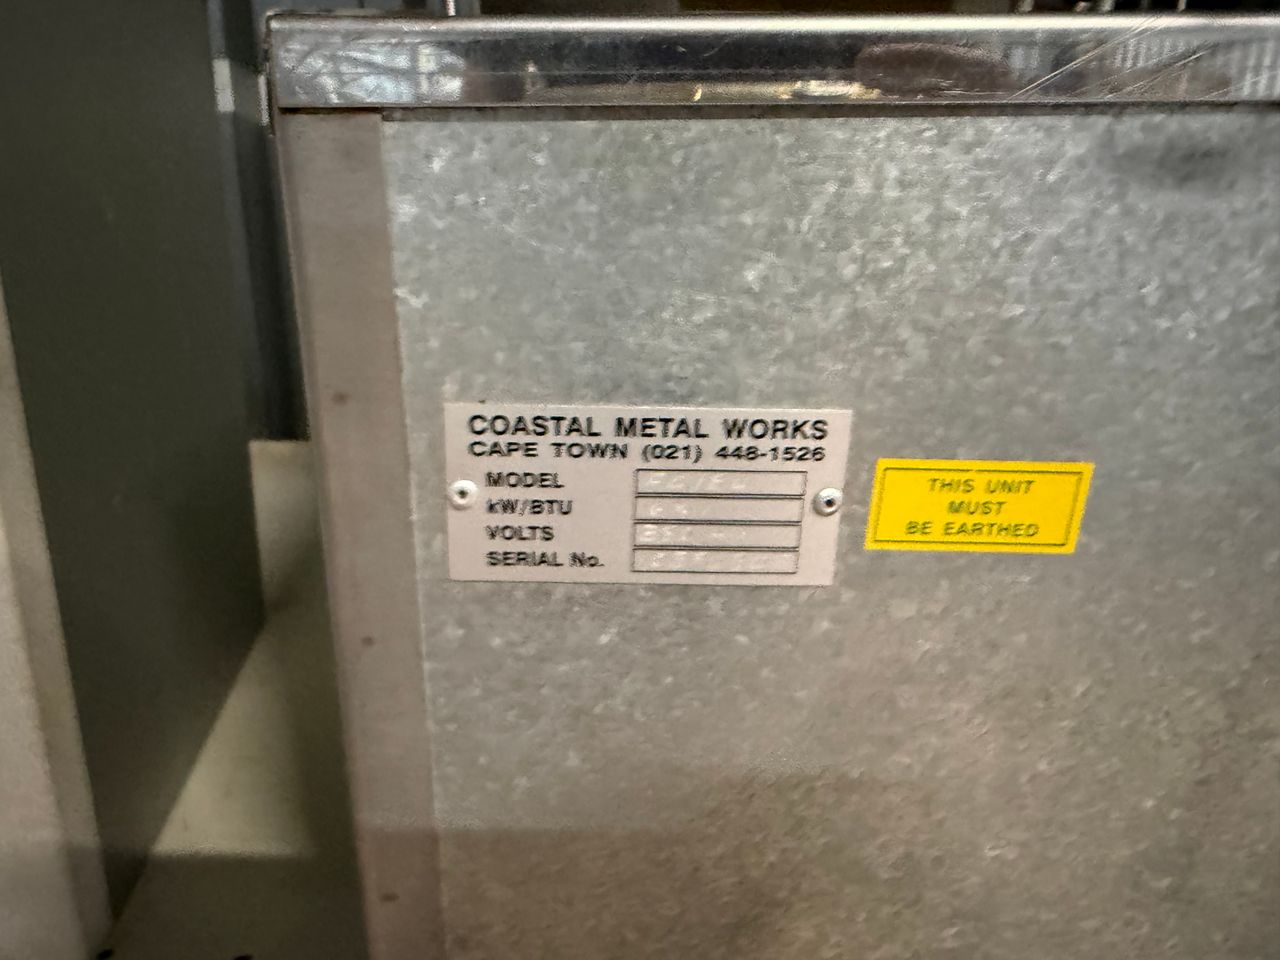 COASTAL METAL WORKS
CAPE TOWN (021) 448-1526
MODEL
kW/BTU
VOLTS
SERIAL No.
THIS UNIT
MUST
BE EARTHED